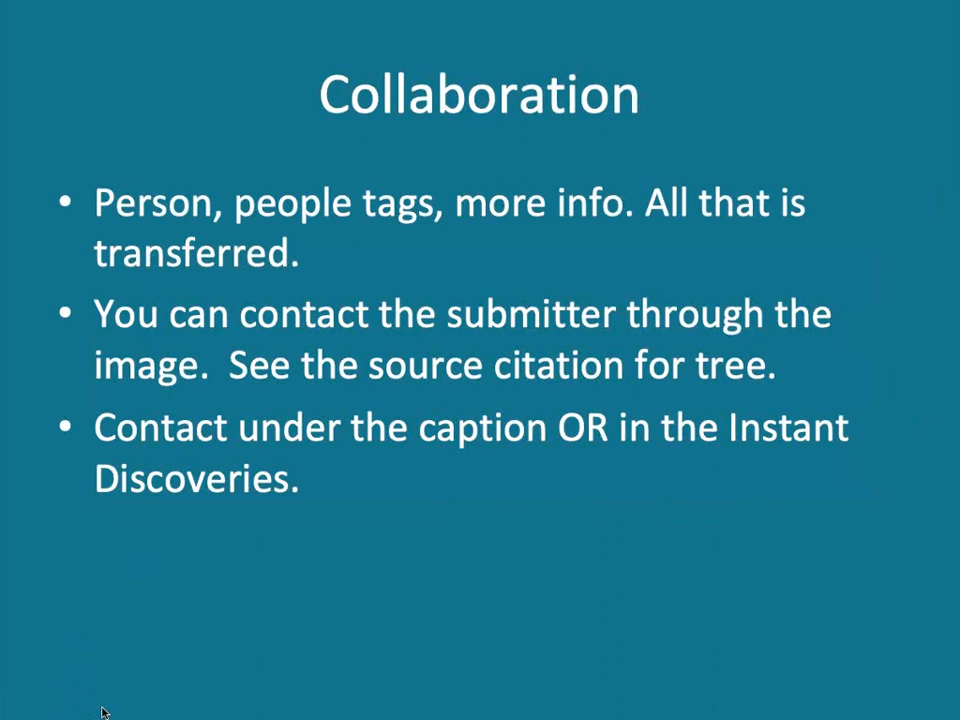 Collaboration
• Person, people tags, more info. All that is
transferred.
• You can contact the submitter through the
image.  See the source citation for tree.
• Contact under the caption OR in the Instant
Discoveries.